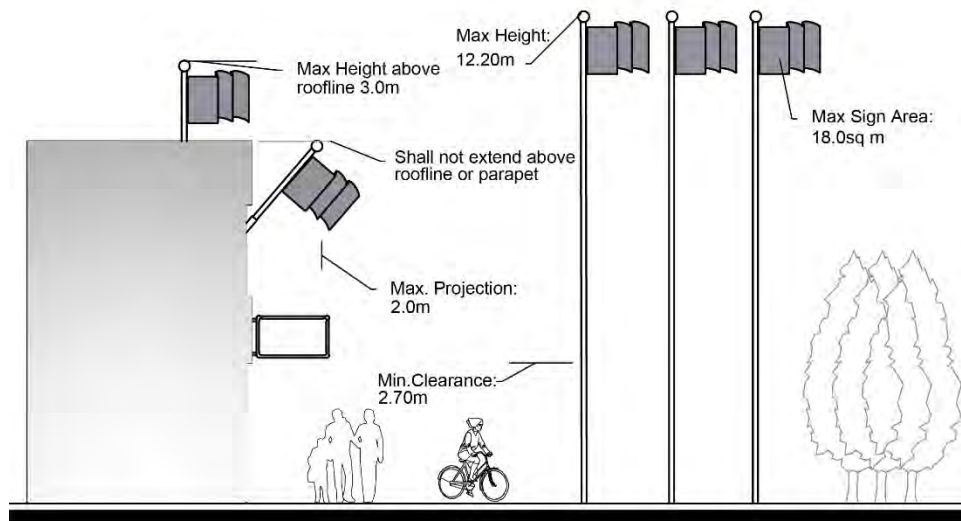 Max Height above
roofline 3.0m
Max Height:
12.20m
Max Sign Area:
18.0sq m
Shall not extend above
roofline or parapet
Max. Projection:
2.0m
Min.Clearance:
2.70m